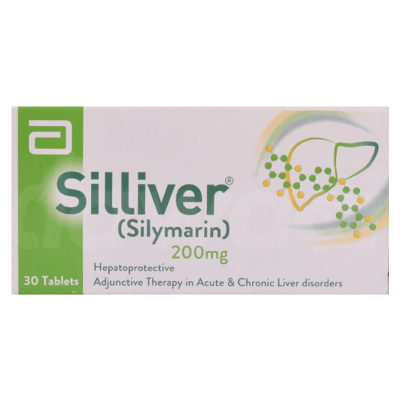 Silliver®
(Silymarin)
200mg
Hepatoprotective
30 Tablets
Adjunctive Therapy in Acute & Chronic Liver disorders